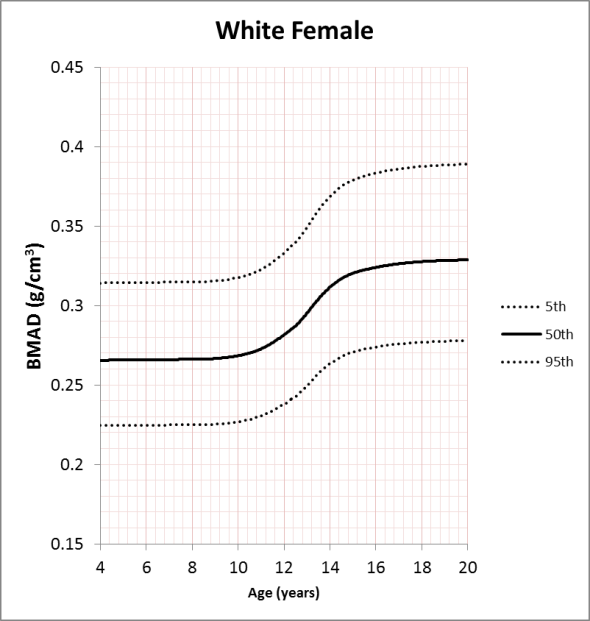 White Female
BMAD (g/cm³)
0.45
0.4
0.35
0.3
0.25
0.2
0.15
4 6 8 10 12 14 16 18 20
Age (years)
5th
50th
95th